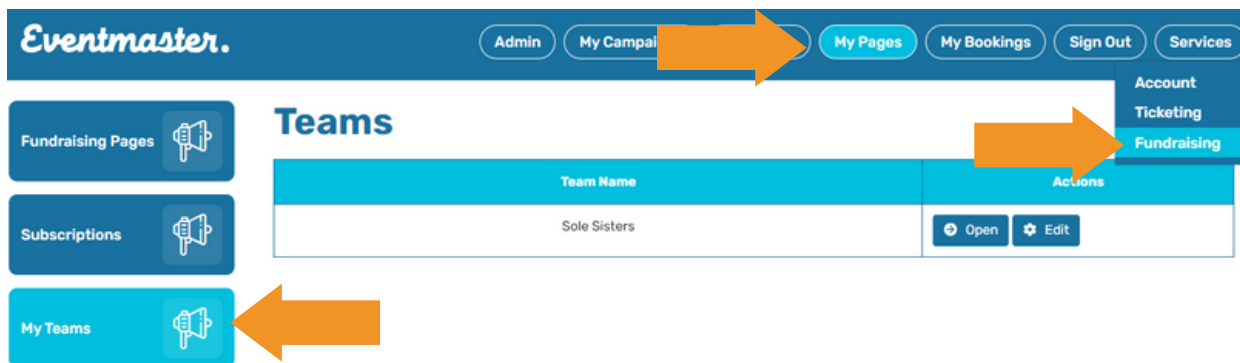 Eventmaster.
Admin
My Campai
My Pages
My Bookings
Sign Out
Services
Account
Ticketing
Fundraising
Fundraising Pages
Subscriptions
My Teams
Teams
Team Name
Actions
Sole Sisters
Open
Edit